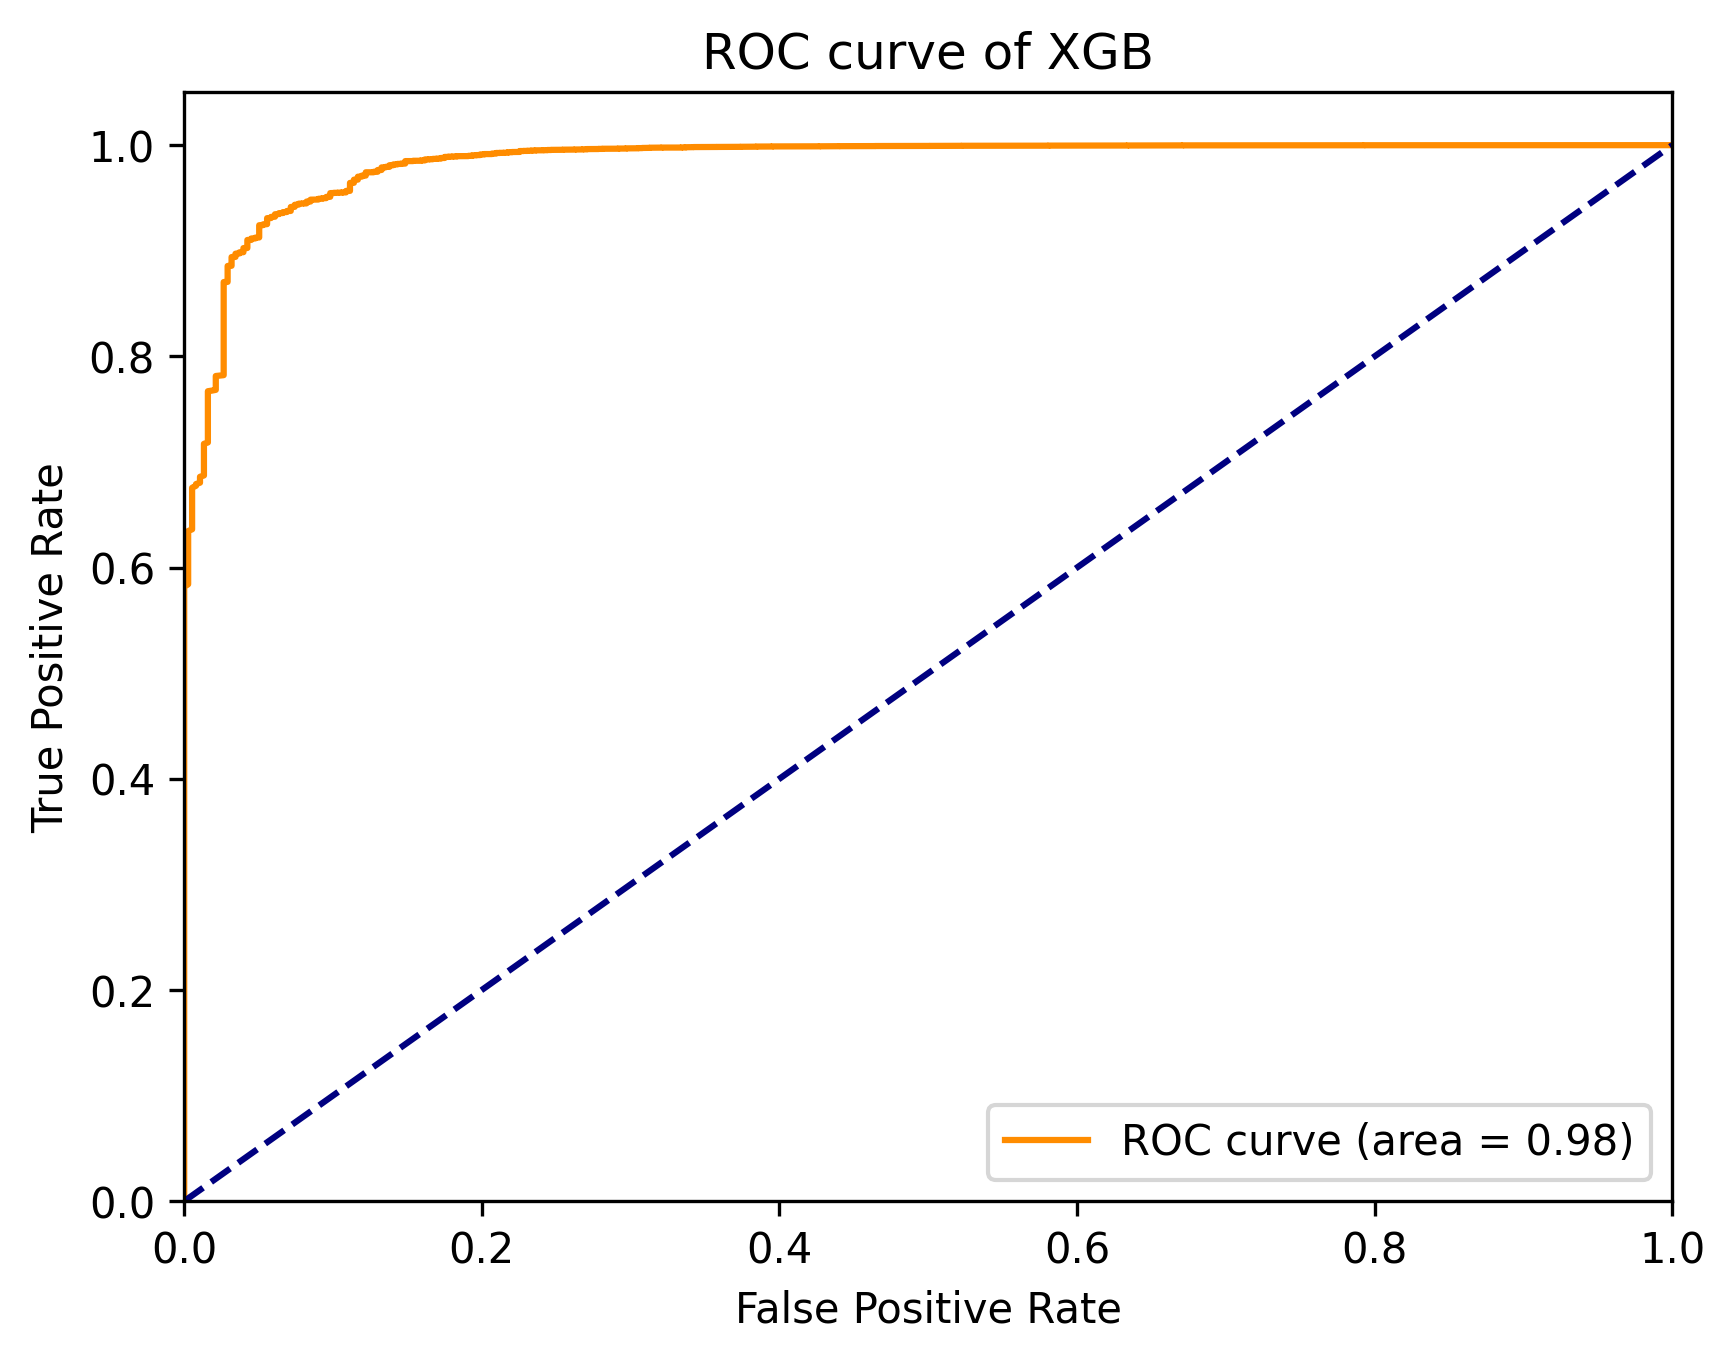 ROC curve of XGB
1.0
0.8
0.6
0.4
0.2
0.0
True Positive Rate
ROC curve (area = 0.98)
0.0 0.2 0.4 0.6 0.8 1.0
False Positive Rate